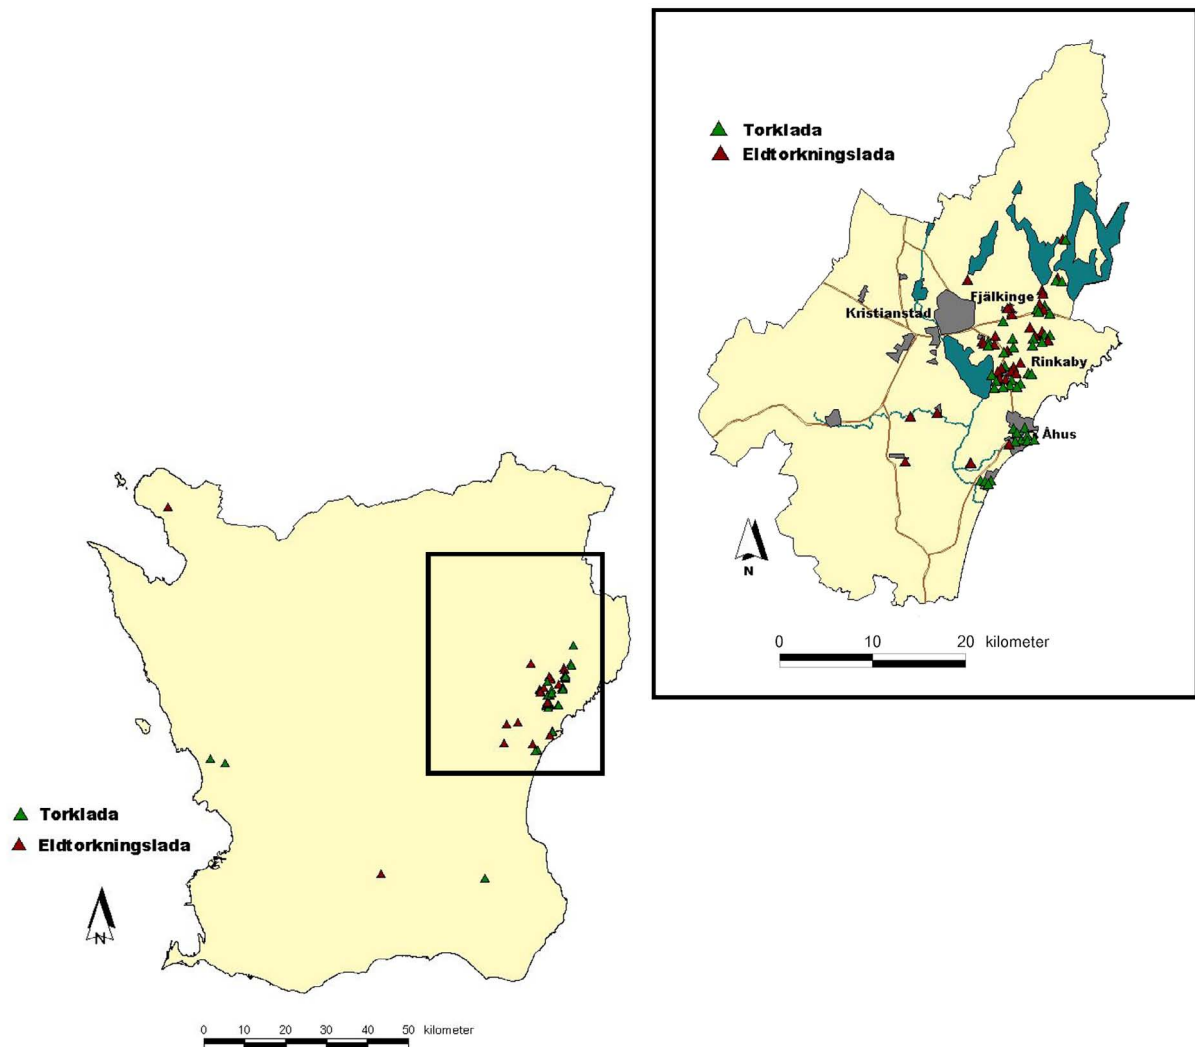 Torklada
Eldtorkningslada
Fjälkinge
Kristianstad
Rinkaby
Åhus
N
0 10 20 kilometer
Torklada
Eldtorkningslada
N
0 10 20 30 40 50 kilometer